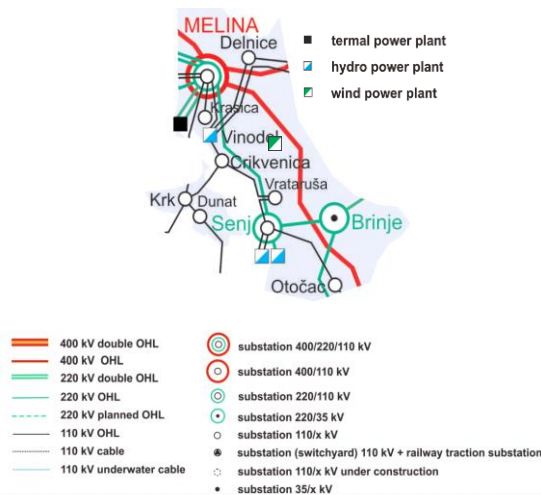 MELINA
Delnice
termal power plant
hydro power plant
wind power plant
Krasica
Vinodol
Crikvenica
Vrataruša
Krk
Dunat
Senj
Brinje
Otočac
400 kV double OHL
400 kV OHL
220 kV double OHL
220 kV OHL
220 kV planned OHL
110 kV OHL
110 kV cable
110 kV underwater cable
substation 400/220/110 kV
substation 400/110 kV
substation 220/110 kV
substation 220/35 kV
substation 110/x kV
substation (switchyard) 110 kV + railway traction substation
substation 110/x kV under construction
substation 35/x kV